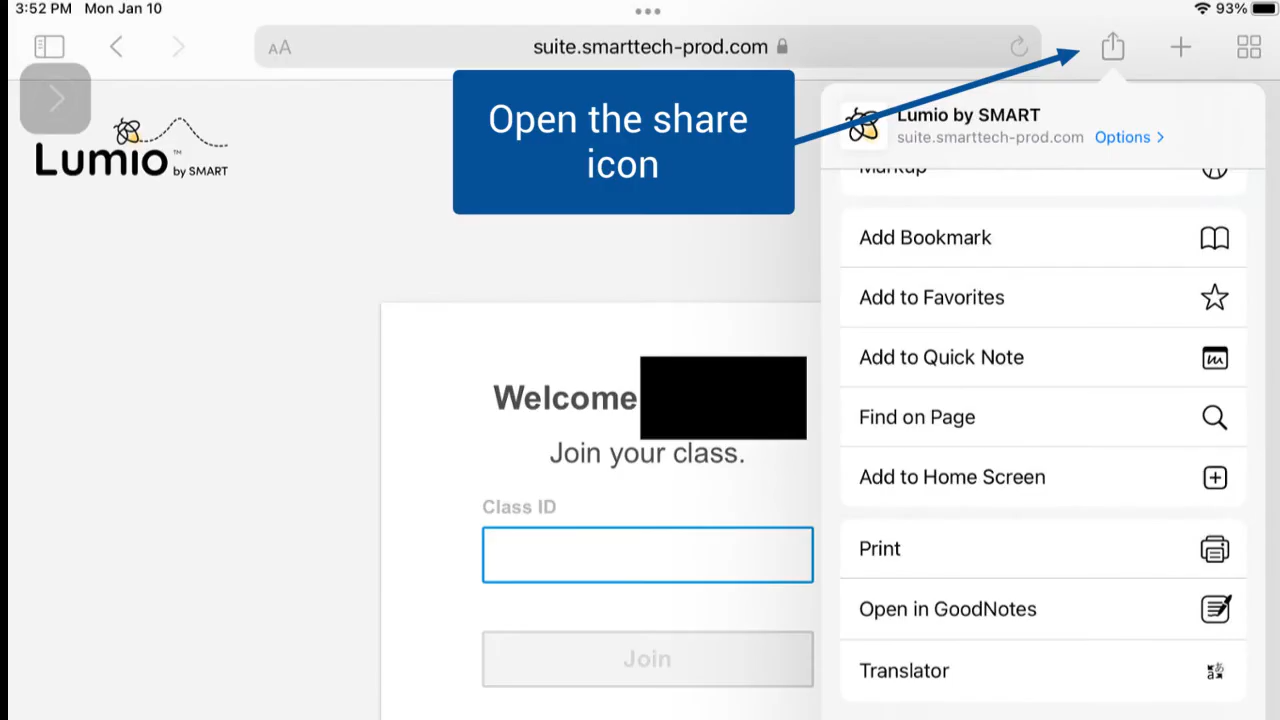 3:52 PM Mon Jan 10
93%
AA
suite.smarttech-prod.com
Open the share
icon
Lumio by SMART
suite.smarttech-prod.com Options >
Lumio™ by SMART
Markup
Add Bookmark
Add to Favorites
Add to Quick Note
Find on Page
Add to Home Screen
Print
Open in GoodNotes
Translator
Welcome
Join your class.
Class ID
Join